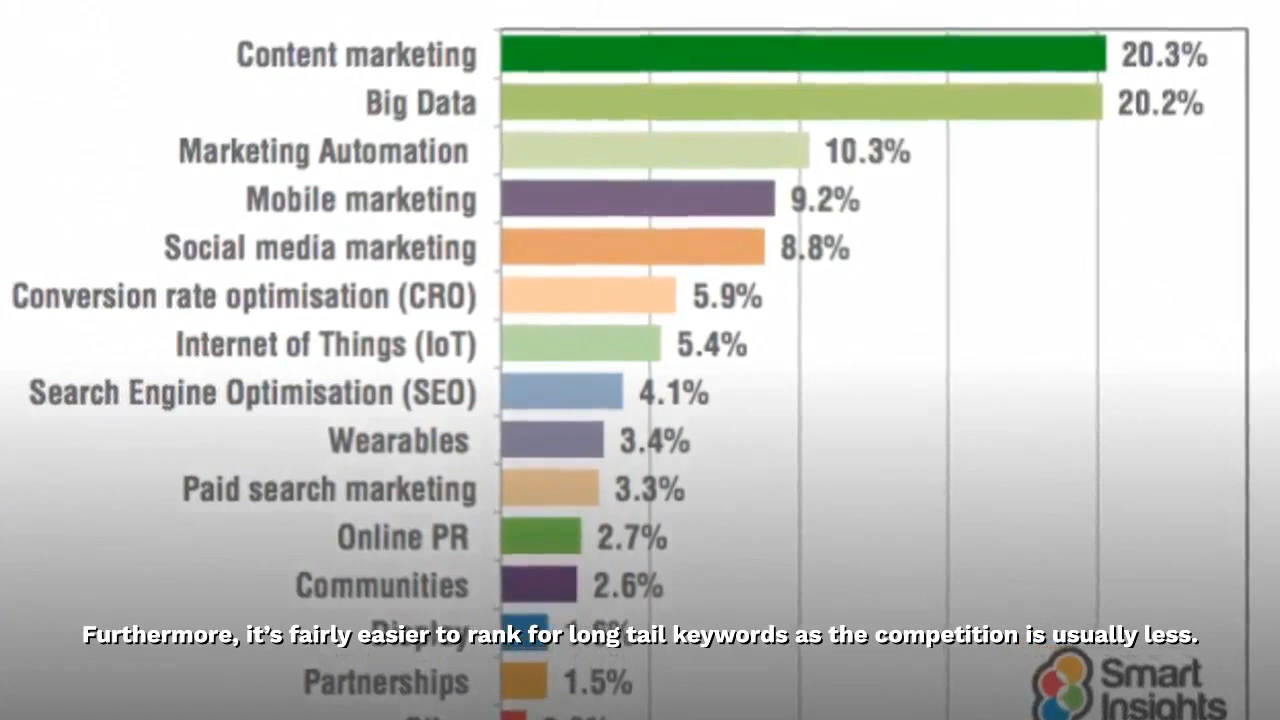 Content marketing 20.3%
Big Data 20.2%
Marketing Automation 10.3%
Mobile marketing 9.2%
Social media marketing 8.8%
Conversion rate optimisation (CRO) 5.9%
Internet of Things (IoT) 5.4%
Search Engine Optimisation (SEO) 4.1%
Wearables 3.4%
Paid search marketing 3.3%
Online PR 2.7%
Communities 2.6%
Display
Furthermore, it’s fairly easier to rank for long tail keywords as the competition is usually less.
Partnerships 1.5%
Smart
Insights